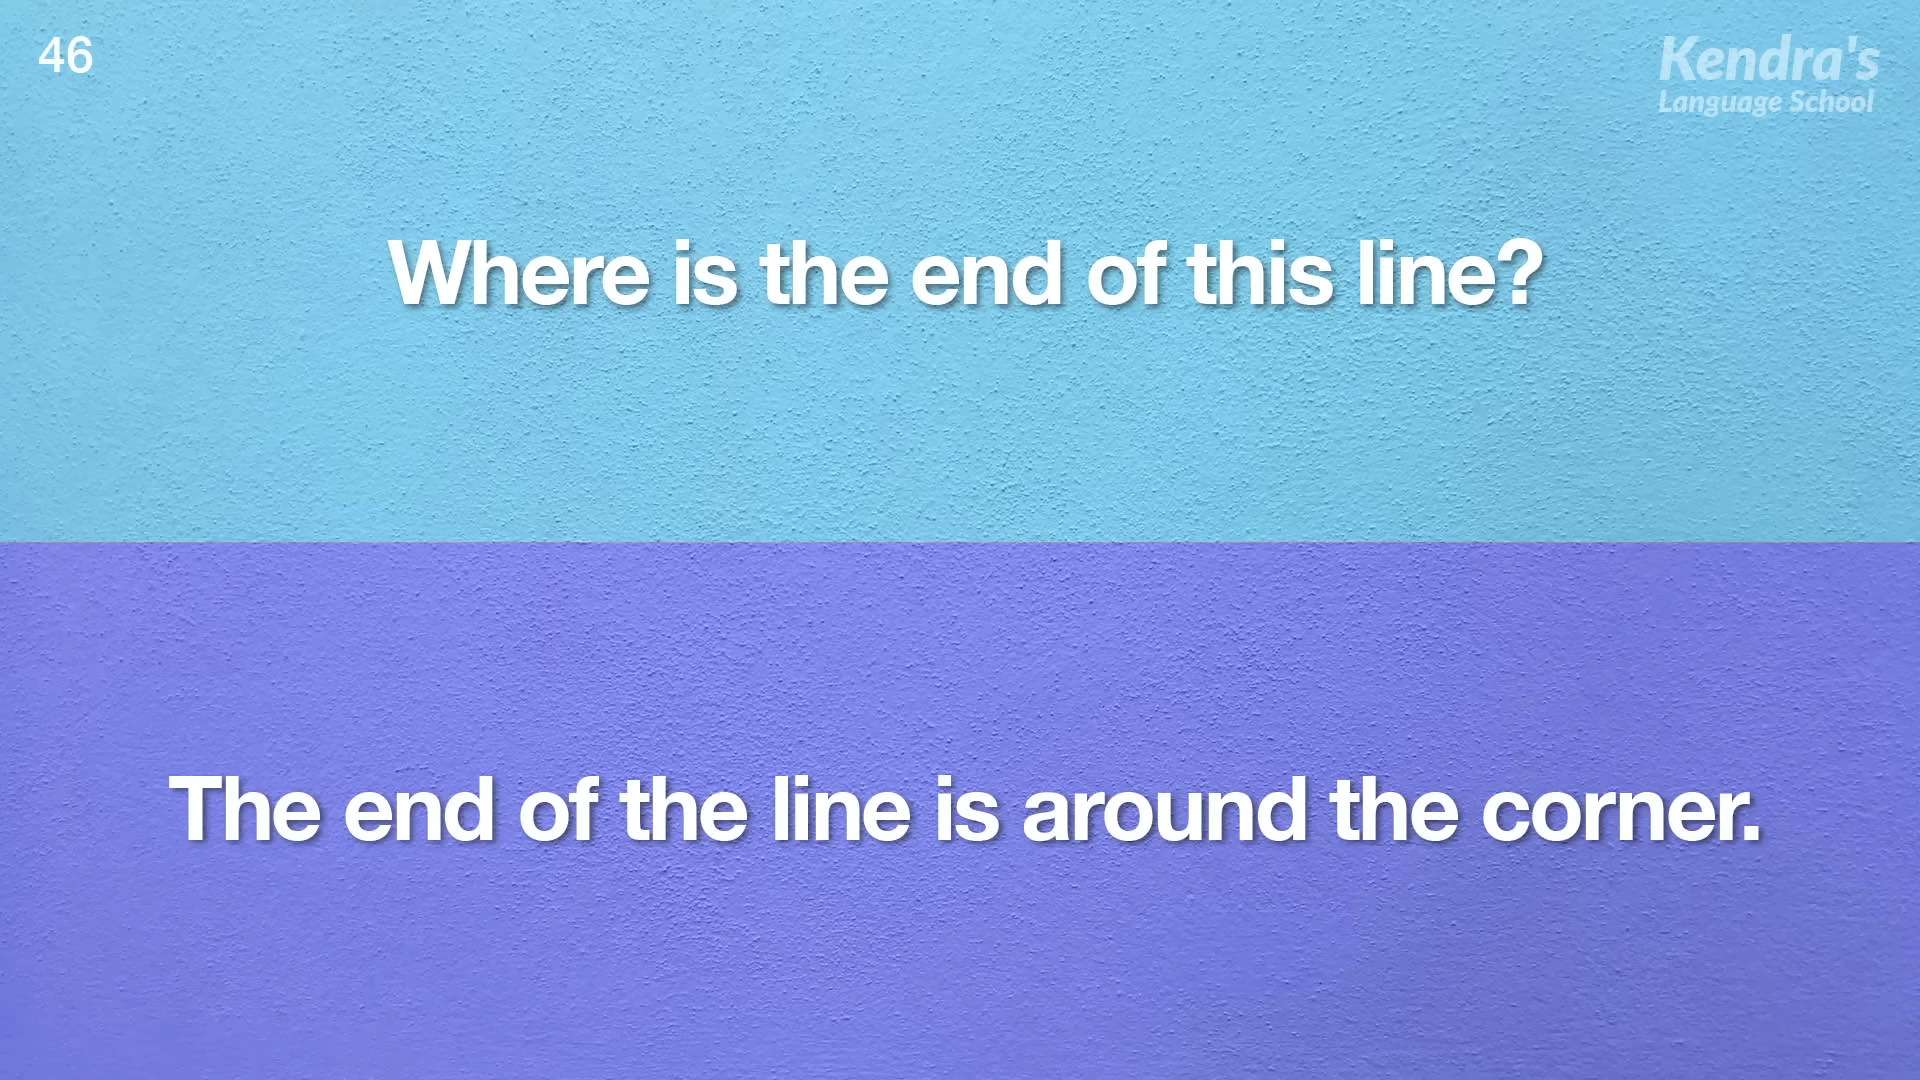 46
Kendra's
Language School
Where is the end of this line?
The end of the line is around the corner.